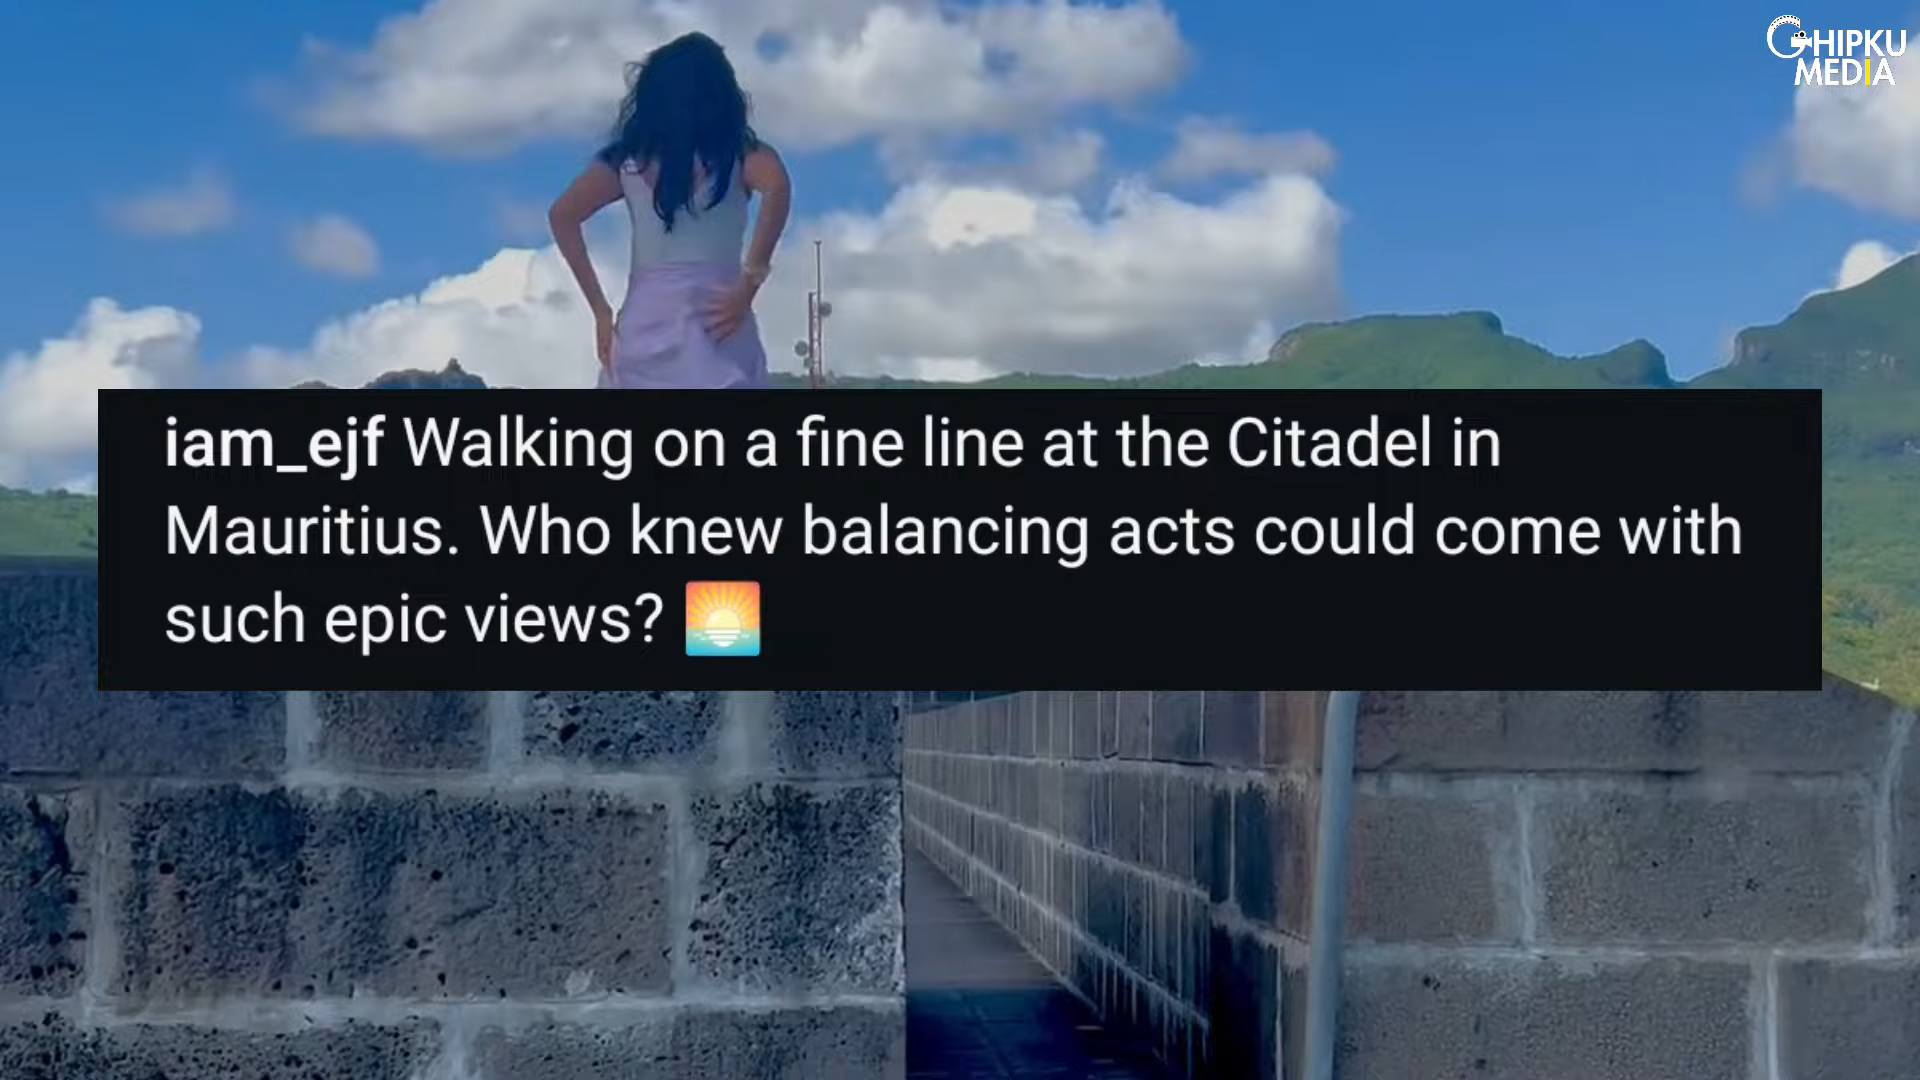 GHIPKU
MEDIA
iam_ejf Walking on a fine line at the Citadel in
Mauritius. Who knew balancing acts could come with
such epic views? 🌅